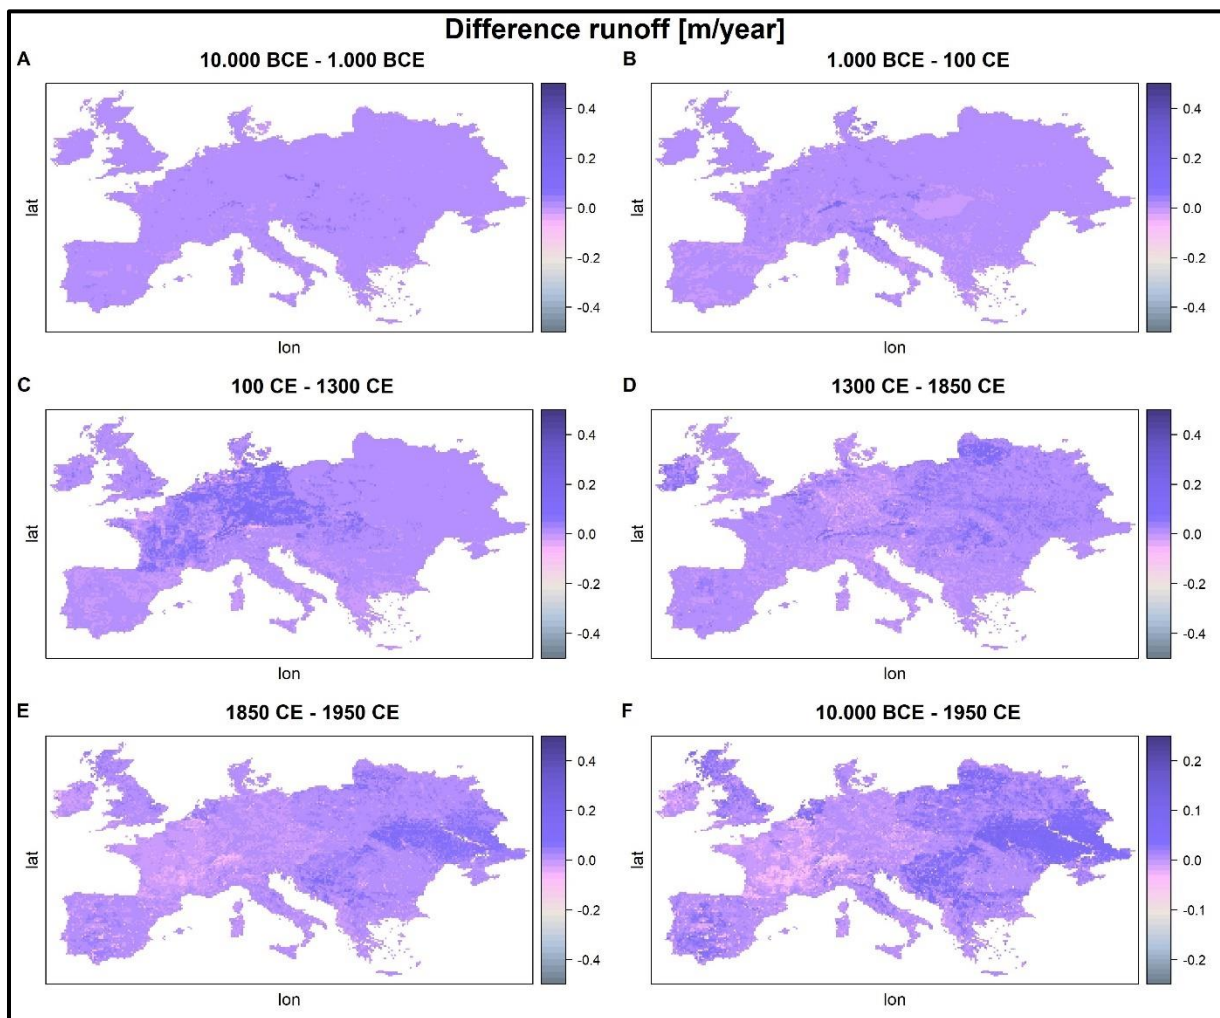 Difference runoff [m/year]
A
10.000 BCE - 1.000 BCE
lat
0.4
0.2
0.0
-0.2
-0.4
lon
B
1.000 BCE - 100 CE
lat
0.4
0.2
0.0
-0.2
-0.4
lon
C
100 CE - 1300 CE
lat
0.4
0.2
0.0
-0.2
-0.4
lon
D
1300 CE - 1850 CE
lat
0.4
0.2
0.0
-0.2
-0.4
lon
E
1850 CE - 1950 CE
lat
0.4
0.2
0.0
-0.2
-0.4
lon
F
10.000 BCE - 1950 CE
lat
0.2
0.1
0.0
-0.1
-0.2
lon